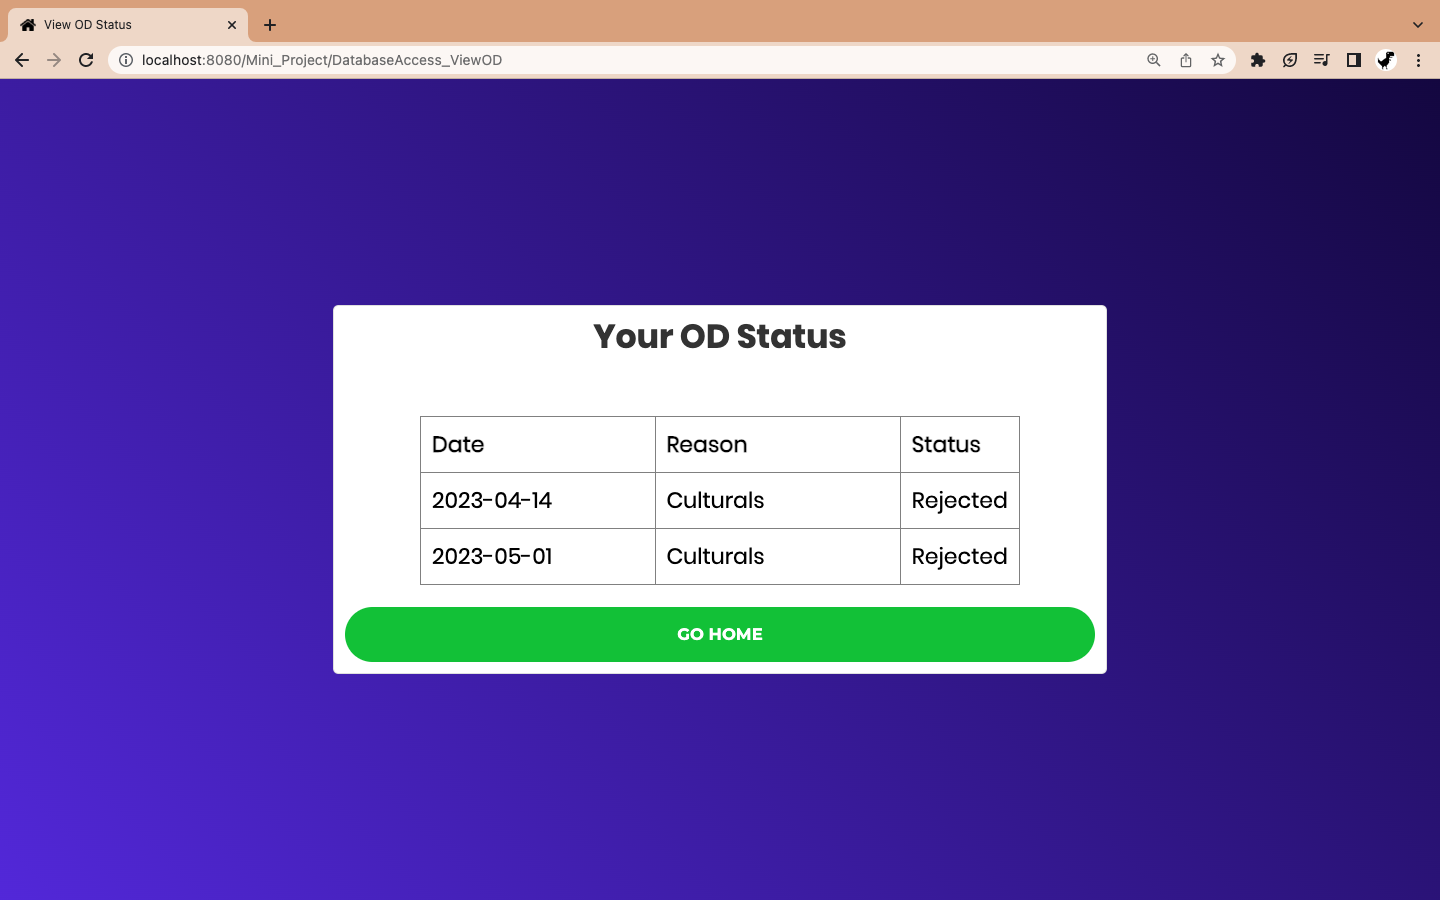 View OD Status
localhost:8080/Mini_Project/DatabaseAccess_ViewOD
Your OD Status
Date Reason Status
2023-04-14 Culturals Rejected
2023-05-01 Culturals Rejected
GO HOME